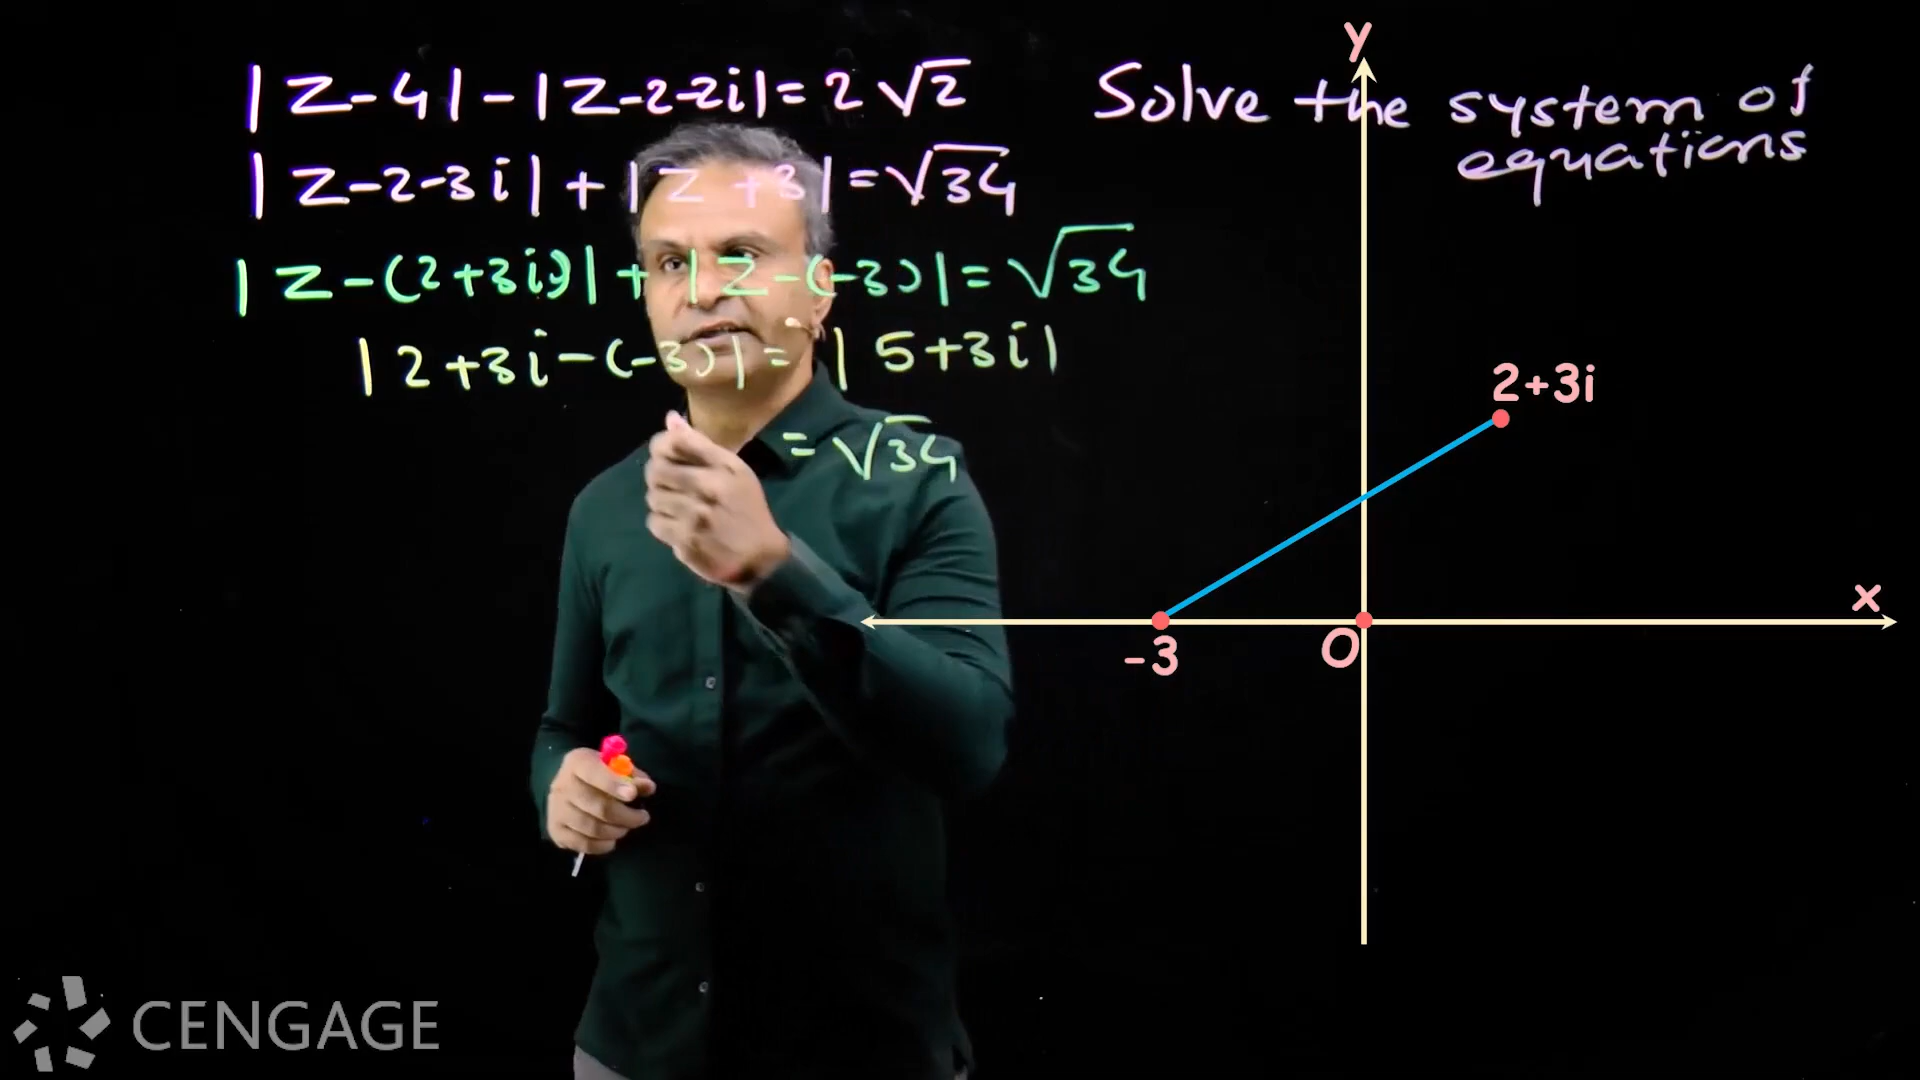 |z-4|-|z-2-2i|=2√2
Solve the system of
equations
|z-2-3i|+|z+3|=√34
|z-(2+3i)|+|z-(-3)|=√34
|2+3i-(-3)|=|5+3i|
=√34
y
2+3i
x
-3
O
CENGAGE